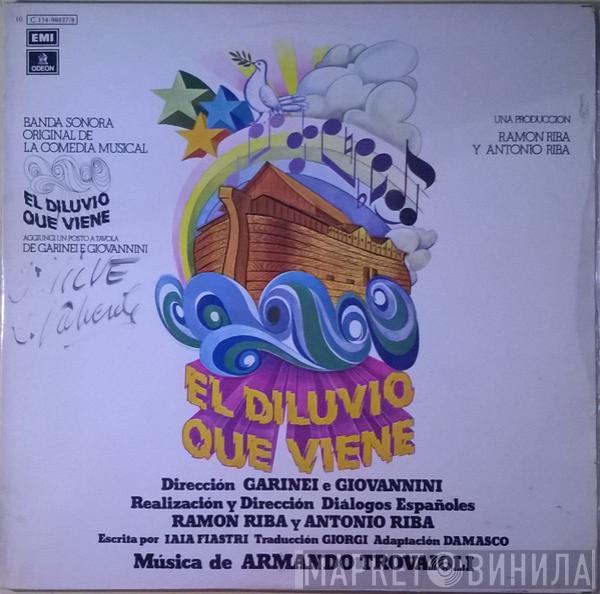 10 C 154-98037/8
EMI
ODEON
BANDA SONORA
ORIGINAL DE
LA COMEDIA MUSICAL
EL DILUVIO
QUE VIENE
AGGIUNGI UN POSTO A TAVOLA
DE GARINEI E GIOVANNINI
UNA PRODUCCION
RAMON RIBA
Y ANTONIO RIBA
EL DILUVIO
QUE VIENE
Dirección GARINEI e GIOVANNINI
Realización y Dirección Diálogos Españoles
RAMON RIBA y ANTONIO RIBA
Escrita por IAIA FIASTRI Traducción GIORGI Adaptación DAMASCO
Música de ARMANDO TROVAIOLI
МАРКЕТ ВИНИЛА